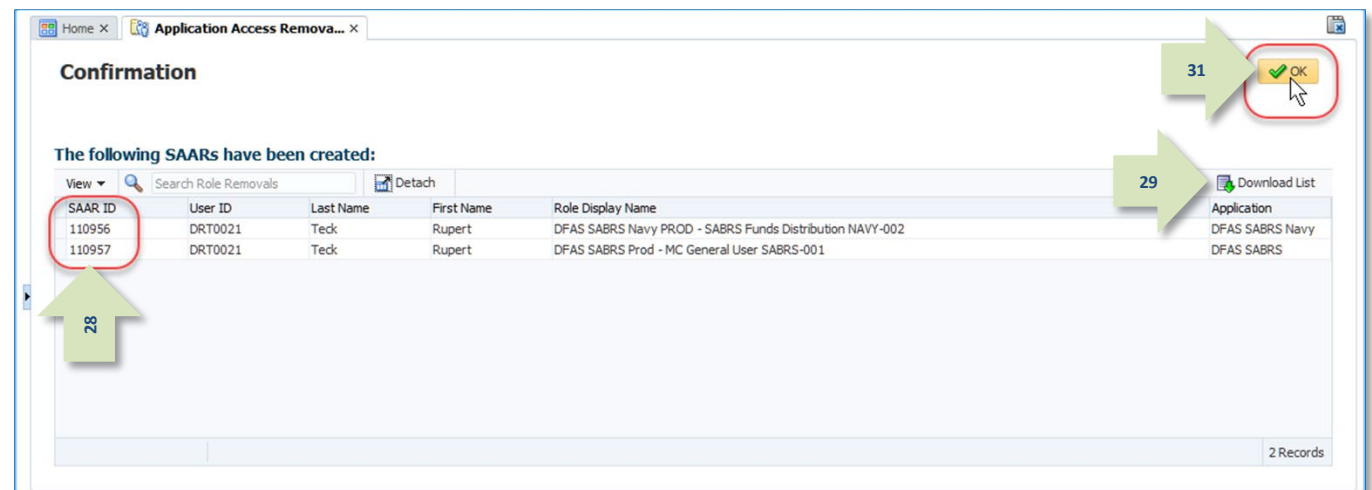 Home × Application Access Remova... ×
Confirmation 31 OK
The following SAARs have been created:
View Search Role Removals Detach 29 Download List
SAAR ID User ID Last Name First Name Role Display Name Application
110956 DRT0021 Teck Rupert DFAS SABRS Navy PROD - SABRS Funds Distribution NAVY-002 DFAS SABRS Navy
110957 DRT0021 Teck Rupert DFAS SABRS Prod - MC General User SABRS-001 DFAS SABRS
28
2 Records